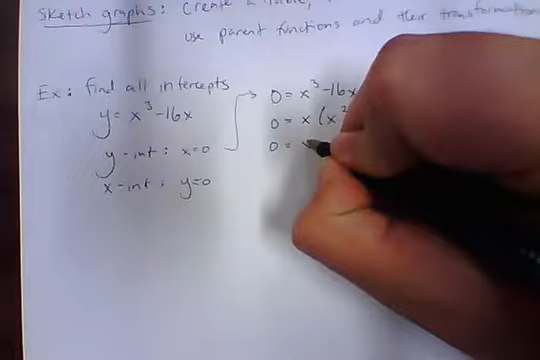 Sketch graphs: Create a Table,
use parent functions and their transformation
Ex: find all intercepts
y = x³ - 16x
y-int: x=0
x-int: y=0
0 = x³ - 16x
0 = x (x²
0 =